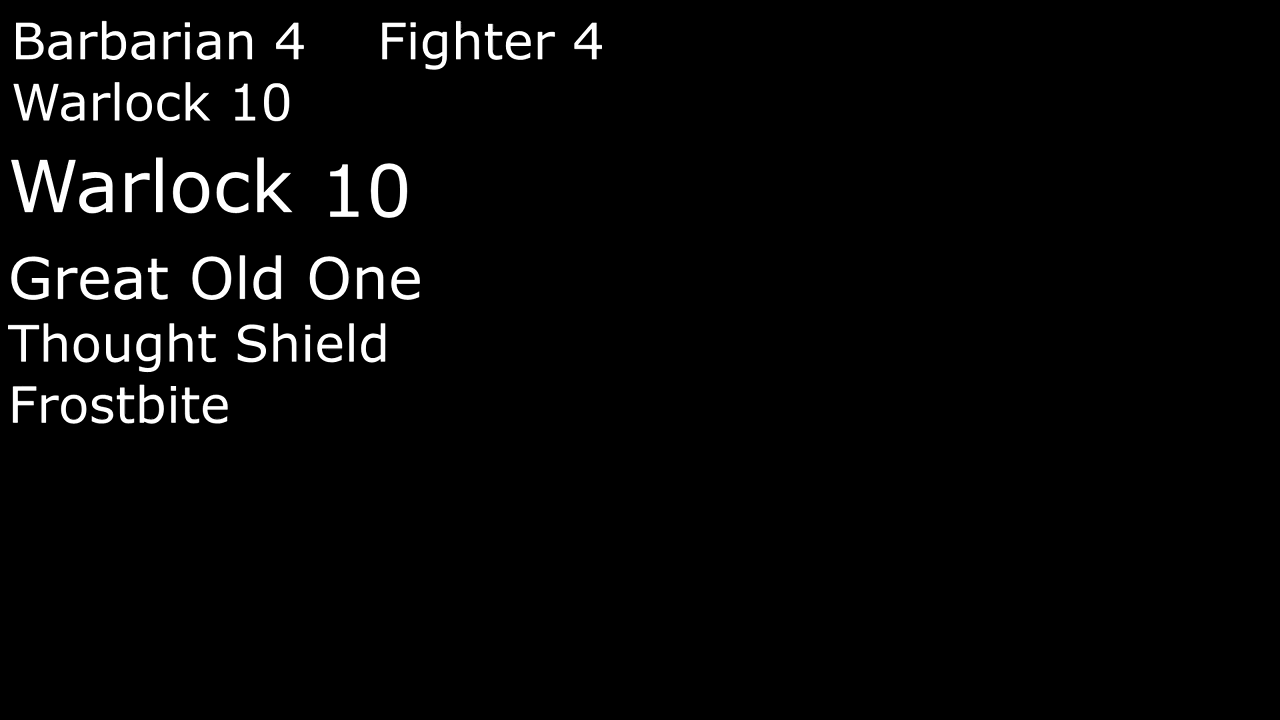 Barbarian 4 Fighter 4
Warlock 10
Warlock 10
Great Old One
Thought Shield
Frostbite